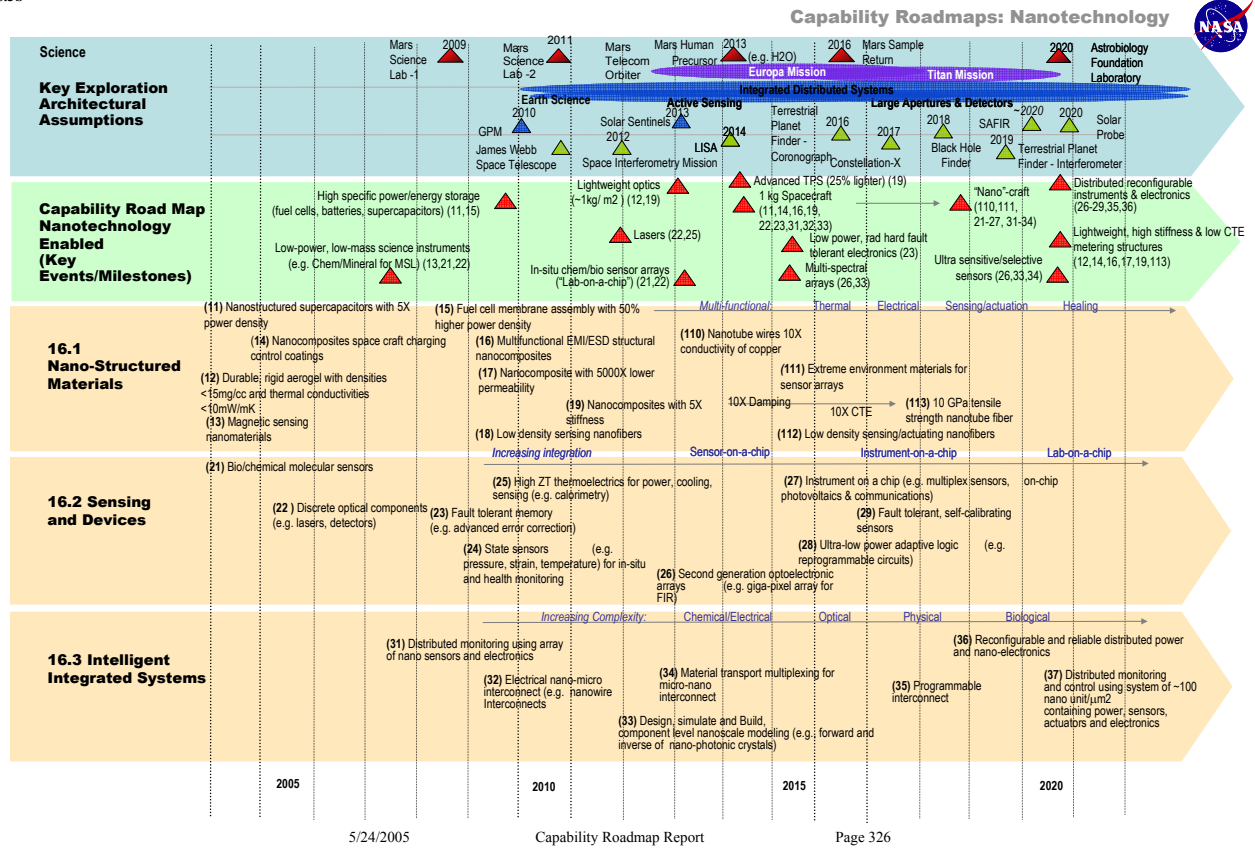 Capability Roadmaps: Nanotechnology
NASA
Science
Key Exploration
Architectural
Assumptions
Mars
Science
Lab -1
2009
Mars
Science
Lab -2
2011
Mars
Telecom
Orbiter
Mars Human
Precursor
2013
(e.g. H2O)
2016
Mars Sample
Return
2020
Astrobiology
Foundation
Laboratory
Europa Mission
Titan Mission
Integrated Distributed Systems
Earth Science
Active Sensing
Large Apertures & Detectors
2010
GPM
James Webb
Space Telescope
Solar Sentinels
2013
2012
Space Interferometry Mission
LISA
2014
Terrestrial
Planet
Finder -
Coronograph
2016
Constellation-X
2017
2018
Black Hole
Finder
SAFIR
~2020
2019
Terrestrial Planet
Finder - Interferometer
2020
Solar
Probe
Capability Road Map
Nanotechnology
Enabled
(Key
Events/Milestones)
High specific power/energy storage
(fuel cells, batteries, supercapacitors) (11,15)
Low-power, low-mass science instruments
(e.g. Chem/Mineral for MSL) (13,21,22)
Lightweight optics
(~1kg/ m2 ) (12,19)
Lasers (22,25)
In-situ chem/bio sensor arrays
("Lab-on-a-chip") (21,22)
Advanced TPS (25% lighter) (19)
1 kg Spacecraft
(11,14,16,19,
22,23,31,32,33)
Low power, rad hard fault
tolerant electronics (23)
Multi-spectral
arrays (26,33)
"Nano"-craft
(110,111,
21-27, 31-34)
Ultra sensitive/selective
sensors (26,33,34)
Distributed reconfigurable
instruments & electronics
(26-29,35,36)
Lightweight, high stiffness & low CTE
metering structures
(12,14,16,17,19,113)
16.1
Nano-Structured
Materials
Multi-functional:
Thermal
Electrical
Sensing/actuation
Healing
(11) Nanostructured supercapacitors with 5X
power density
(14) Nanocomposites space craft charging
control coatings
(12) Durable, rigid aerogel with densities
<15mg/cc and thermal conductivities
<10mW/mK
(13) Magnetic sensing
nanomaterials
(15) Fuel cell membrane assembly with 50%
higher power density
(16) Multifunctional EMI/ESD structural
nanocomposites
(17) Nanocomposite with 5000X lower
permeability
(19) Nanocomposites with 5X
stiffness
(18) Low density sensing nanofibers
(110) Nanotube wires 10X
conductivity of copper
10X Damping
(111) Extreme environment materials for
sensor arrays
10X CTE
(113) 10 GPa tensile
strength nanotube fiber
(112) Low density sensing/actuating nanofibers
16.2 Sensing
and Devices
Increasing integration
Sensor-on-a-chip
Instrument-on-a-chip
Lab-on-a-chip
(21) Bio/chemical molecular sensors
(22 ) Discrete optical components
(e.g. lasers, detectors)
(25) High ZT thermoelectrics for power, cooling,
sensing (e.g. calorimetry)
(23) Fault tolerant memory
(e.g. advanced error correction)
(24) State sensors (e.g.
pressure, strain, temperature) for in-situ
and health monitoring
(26) Second generation optoelectronic
arrays (e.g. giga-pixel array for
FIR)
(27) Instrument on a chip (e.g. multiplex sensors, on-chip
photovoltaics & communications)
(29) Fault tolerant, self-calibrating
sensors
(28) Ultra-low power adaptive logic (e.g.
reprogrammable circuits)
16.3 Intelligent
Integrated Systems
Increasing Complexity:
Chemical/Electrical
Optical
Physical
Biological
(31) Distributed monitoring using array
of nano sensors and electronics
(32) Electrical nano-micro
interconnect (e.g. nanowire
Interconnects
(34) Material transport multiplexing for
micro-nano
interconnect
(33) Design, simulate and Build,
component level nanoscale modeling (e.g., forward and
inverse of nano-photonic crystals)
(35) Programmable
interconnect
(36) Reconfigurable and reliable distributed power
and nano-electronics
(37) Distributed monitoring
and control using system of ~100
nano unit/µm2
containing power, sensors,
actuators and electronics
2005
2010
2015
2020
5/24/2005
Capability Roadmap Report
Page 326